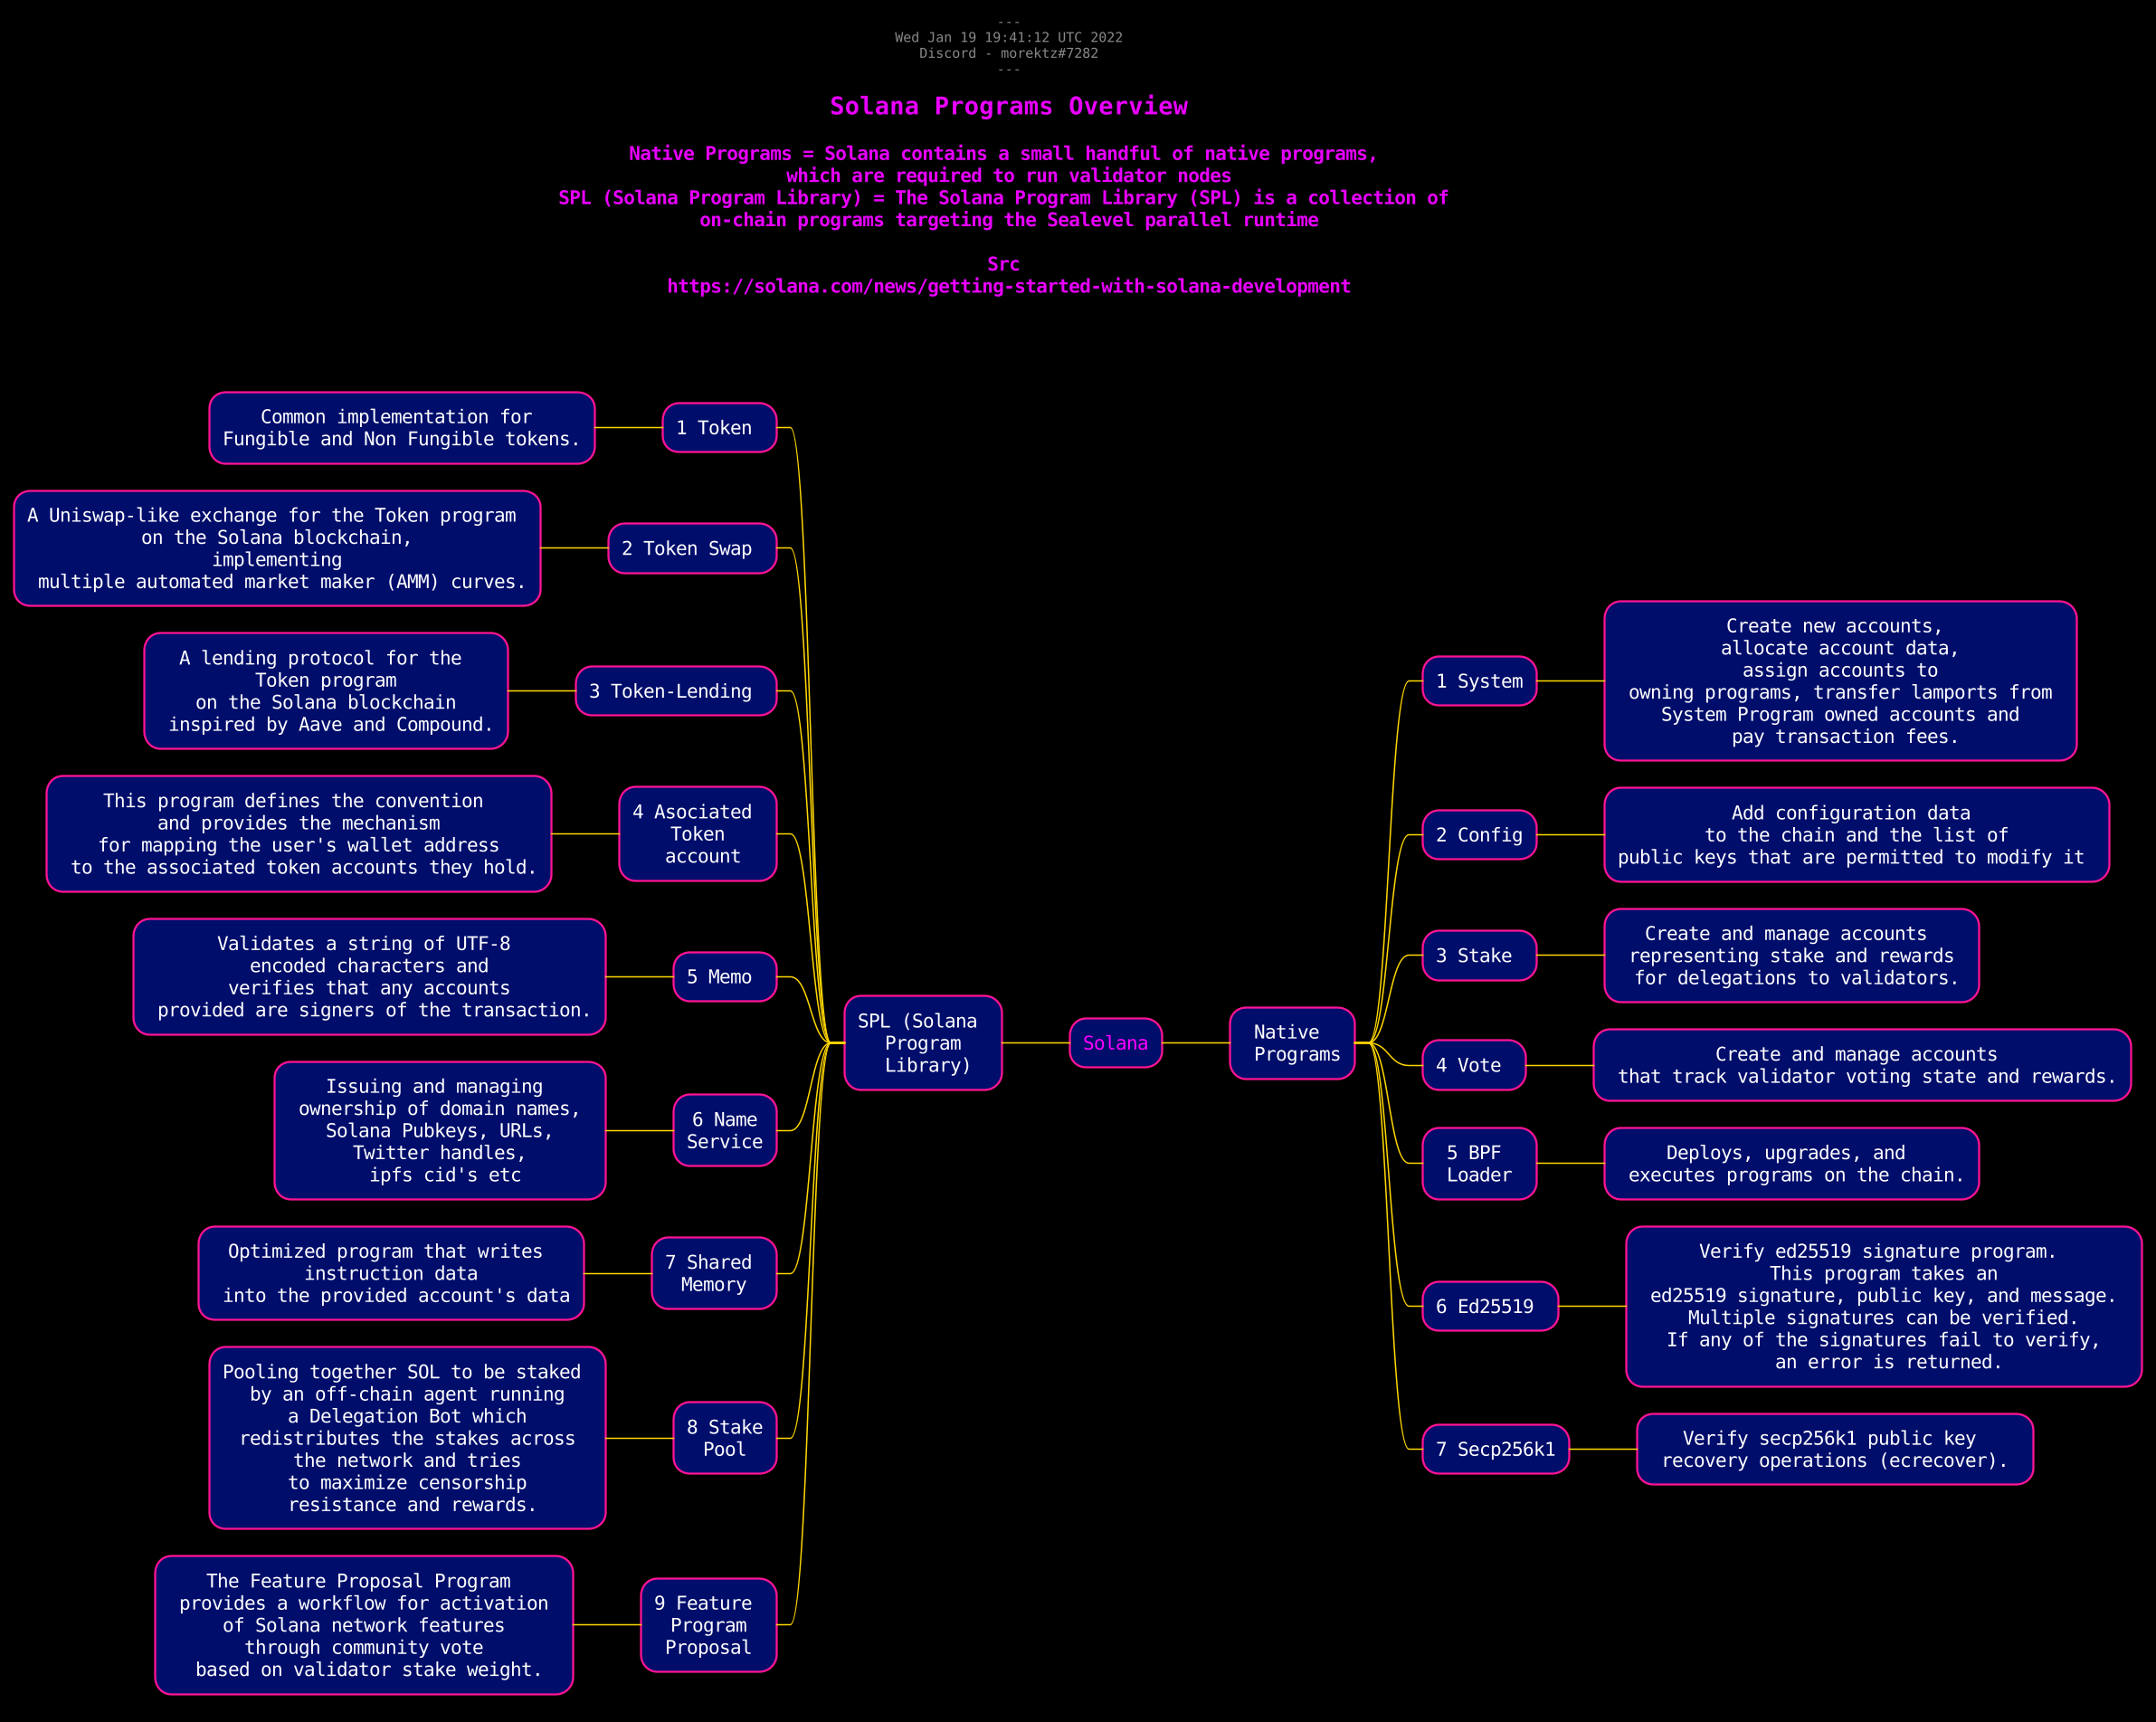 ---
Wed Jan 19 19:41:12 UTC 2022
Discord - morektz#7282
---
Solana Programs Overview
Native Programs = Solana contains a small handful of native programs,
which are required to run validator nodes
SPL (Solana Program Library) = The Solana Program Library (SPL) is a collection of
on-chain programs targeting the Sealevel parallel runtime
Src
https://solana.com/news/getting-started-with-solana-development
Solana
SPL (Solana
Program
Library)
1 Token
Common implementation for
Fungible and Non Fungible tokens.
2 Token Swap
A Uniswap-like exchange for the Token program
on the Solana blockchain,
implementing
multiple automated market maker (AMM) curves.
3 Token-Lending
A lending protocol for the
Token program
on the Solana blockchain
inspired by Aave and Compound.
4 Asociated
Token
account
This program defines the convention
and provides the mechanism
for mapping the user's wallet address
to the associated token accounts they hold.
5 Memo
Validates a string of UTF-8
encoded characters and
verifies that any accounts
provided are signers of the transaction.
6 Name
Service
Issuing and managing
ownership of domain names,
Solana Pubkeys, URLs,
Twitter handles,
ipfs cid's etc
7 Shared
Memory
Optimized program that writes
instruction data
into the provided account's data
8 Stake
Pool
Pooling together SOL to be staked
by an off-chain agent running
a Delegation Bot which
redistributes the stakes across
the network and tries
to maximize censorship
resistance and rewards.
9 Feature
Program
Proposal
The Feature Proposal Program
provides a workflow for activation
of Solana network features
through community vote
based on validator stake weight.
Native
Programs
1 System
Create new accounts,
allocate account data,
assign accounts to
owning programs, transfer lamports from
System Program owned accounts and
pay transaction fees.
2 Config
Add configuration data
to the chain and the list of
public keys that are permitted to modify it
3 Stake
Create and manage accounts
representing stake and rewards
for delegations to validators.
4 Vote
Create and manage accounts
that track validator voting state and rewards.
5 BPF
Loader
Deploys, upgrades, and
executes programs on the chain.
6 Ed25519
Verify ed25519 signature program.
This program takes an
ed25519 signature, public key, and message.
Multiple signatures can be verified.
If any of the signatures fail to verify,
an error is returned.
7 Secp256k1
Verify secp256k1 public key
recovery operations (ecrecover).